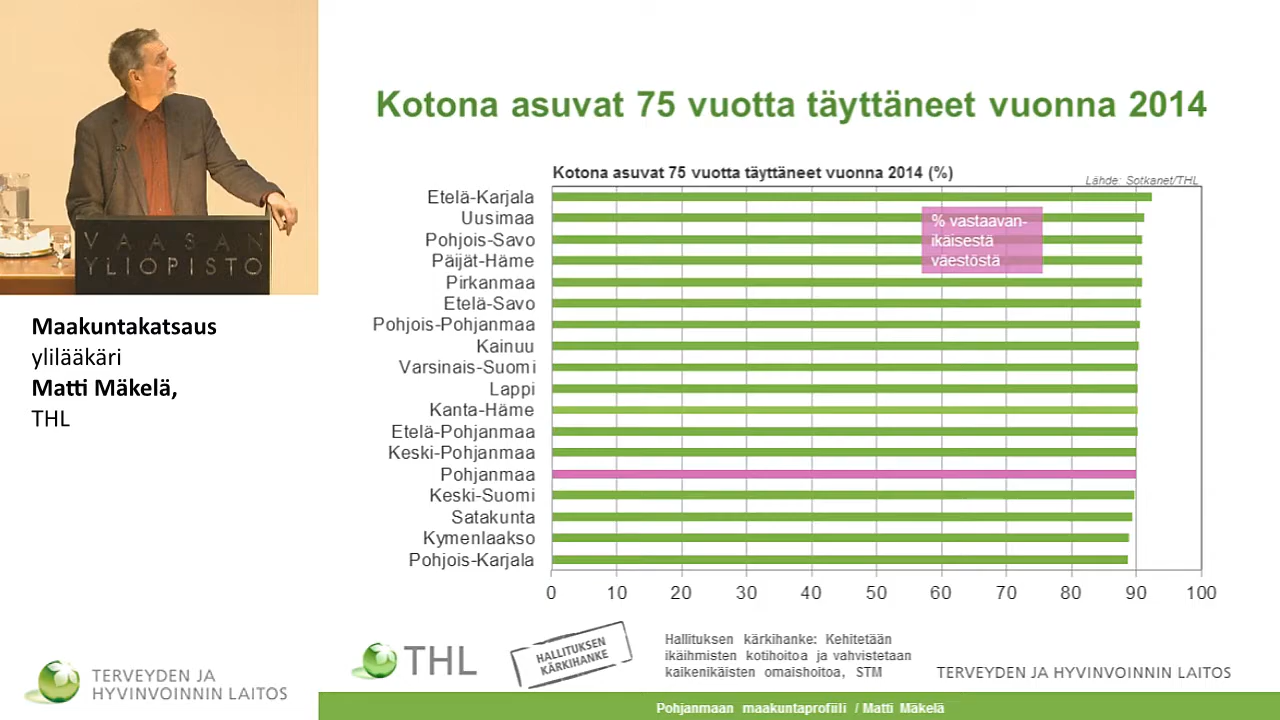 VAASAN
YLIOPISTO
Maakuntakatsaus
ylilääkäri
Matti Mäkelä,
THL
TERVEYDEN JA
HYVINVOINNIN LAITOS
Kotona asuvat 75 vuotta täyttäneet vuonna 2014
Kotona asuvat 75 vuotta täyttäneet vuonna 2014 (%)
Lähde: Sotkanet/THL
% vastaavan-
ikäisestä
väestöstä
Etelä-Karjala
Uusimaa
Pohjois-Savo
Päijät-Häme
Pirkanmaa
Etelä-Savo
Pohjois-Pohjanmaa
Kainuu
Varsinais-Suomi
Lappi
Kanta-Häme
Etelä-Pohjanmaa
Keski-Pohjanmaa
Pohjanmaa
Keski-Suomi
Satakunta
Kymenlaakso
Pohjois-Karjala
0 10 20 30 40 50 60 70 80 90 100
THL
HALLITUKSEN
KÄRKIHANKE
Hallituksen kärkihanke: Kehitetään
ikäihmisten kotihoitoa ja vahvistetaan
kaikenikäisten omaishoitoa, STM
TERVEYDEN JA HYVINVOINNIN LAITOS
Pohjanmaan maakuntaprofiili / Matti Mäkelä